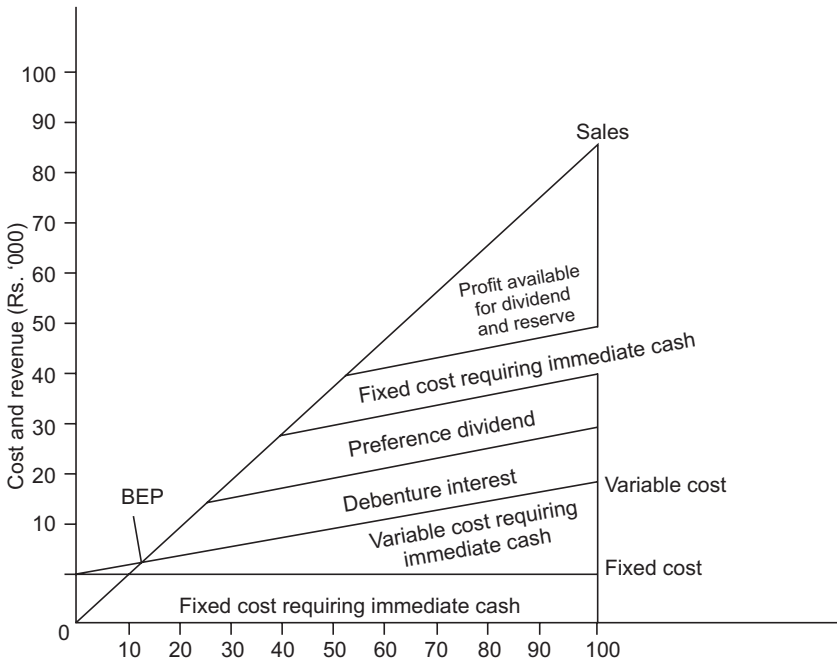 Cost and revenue (Rs. ‘000)
100
90
80
70
60
50
40
30
20
10
0
Sales
Profit available
for dividend
and reserve
Fixed cost requiring immediate cash
Preference dividend
Debenture interest
BEP
Variable cost
Variable cost requiring
immediate cash
Fixed cost
Fixed cost requiring immediate cash
10 20 30 40 50 60 70 80 90 100